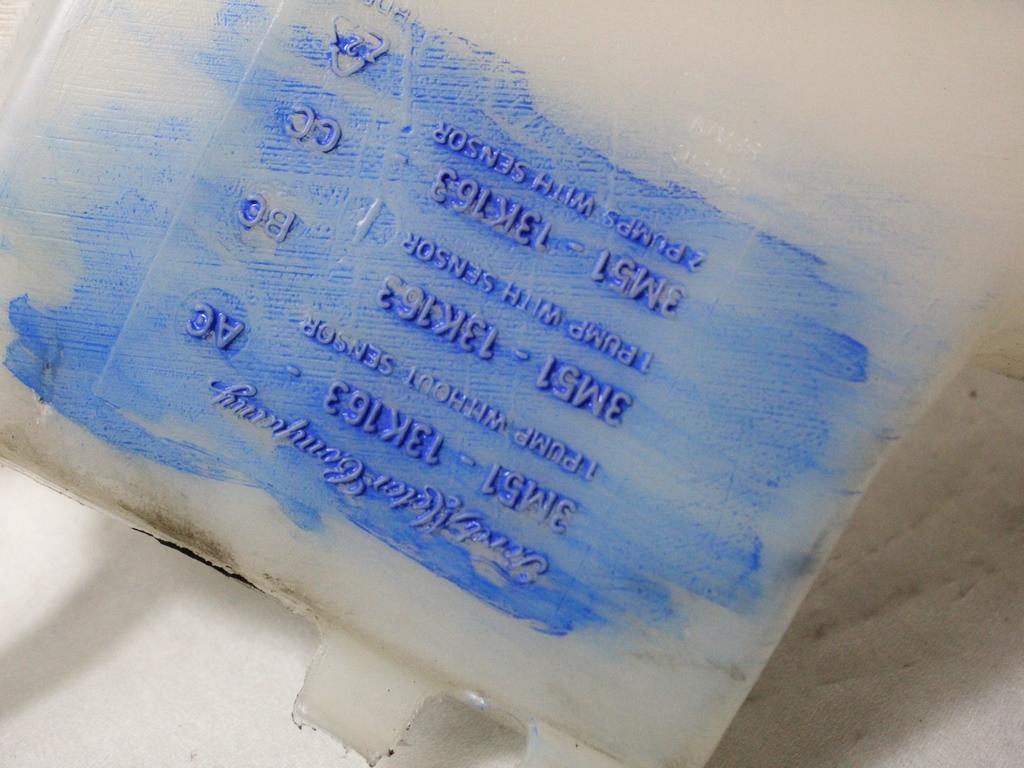 Ford Motor Company
3M51 - 13K163 - AC
1 PUMP WITHOUT SENSOR
3M51 - 13K163 - BC
1 PUMP WITH SENSOR
3M51 - 13K163 - CC
2 PUMPS WITH SENSOR